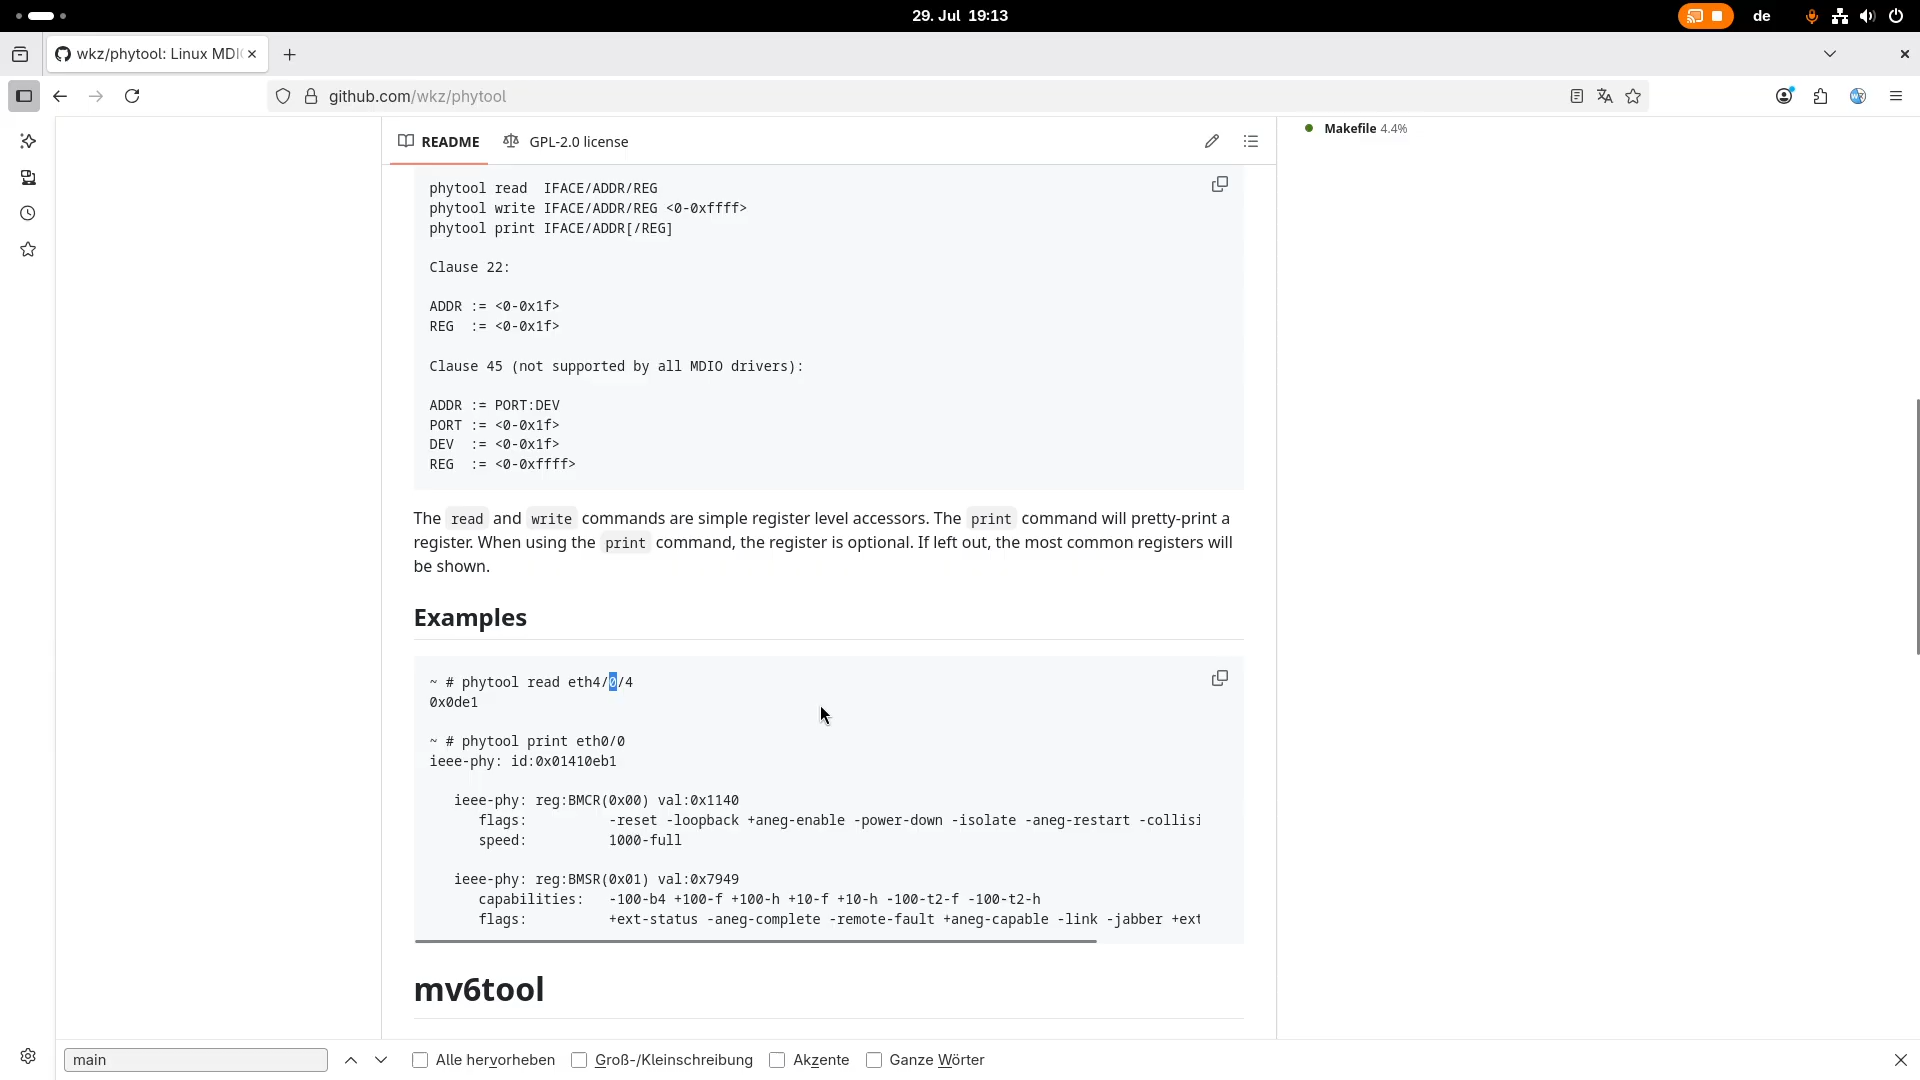 29. Jul 19:13
de
wkz/phytool: Linux MDI
github.com/wkz/phytool
README
GPL-2.0 license
Makefile 4.4%
phytool read  IFACE/ADDR/REG
phytool write IFACE/ADDR/REG <0-0xffff>
phytool print IFACE/ADDR[/REG]
Clause 22:
ADDR := <0-0x1f>
REG  := <0-0x1f>
Clause 45 (not supported by all MDIO drivers):
ADDR := PORT:DEV
PORT := <0-0x1f>
DEV  := <0-0x1f>
REG  := <0-0xffff>
The read and write commands are simple register level accessors. The print command will pretty-print a
register. When using the print command, the register is optional. If left out, the most common registers will
be shown.
Examples
~ # phytool read eth4/0/4
0x0de1
~ # phytool print eth0/0
ieee-phy: id:0x01410eb1
ieee-phy: reg:BMCR(0x00) val:0x1140
flags:          -reset -loopback +aneg-enable -power-down -isolate -aneg-restart -collisi
speed:          1000-full
ieee-phy: reg:BMSR(0x01) val:0x7949
capabilities:   -100-b4 +100-f +100-h +10-f +10-h -100-t2-f -100-t2-h
flags:          +ext-status -aneg-complete -remote-fault +aneg-capable -link -jabber +ext
mv6tool
main
Alle hervorheben
Groß-/Kleinschreibung
Akzente
Ganze Wörter